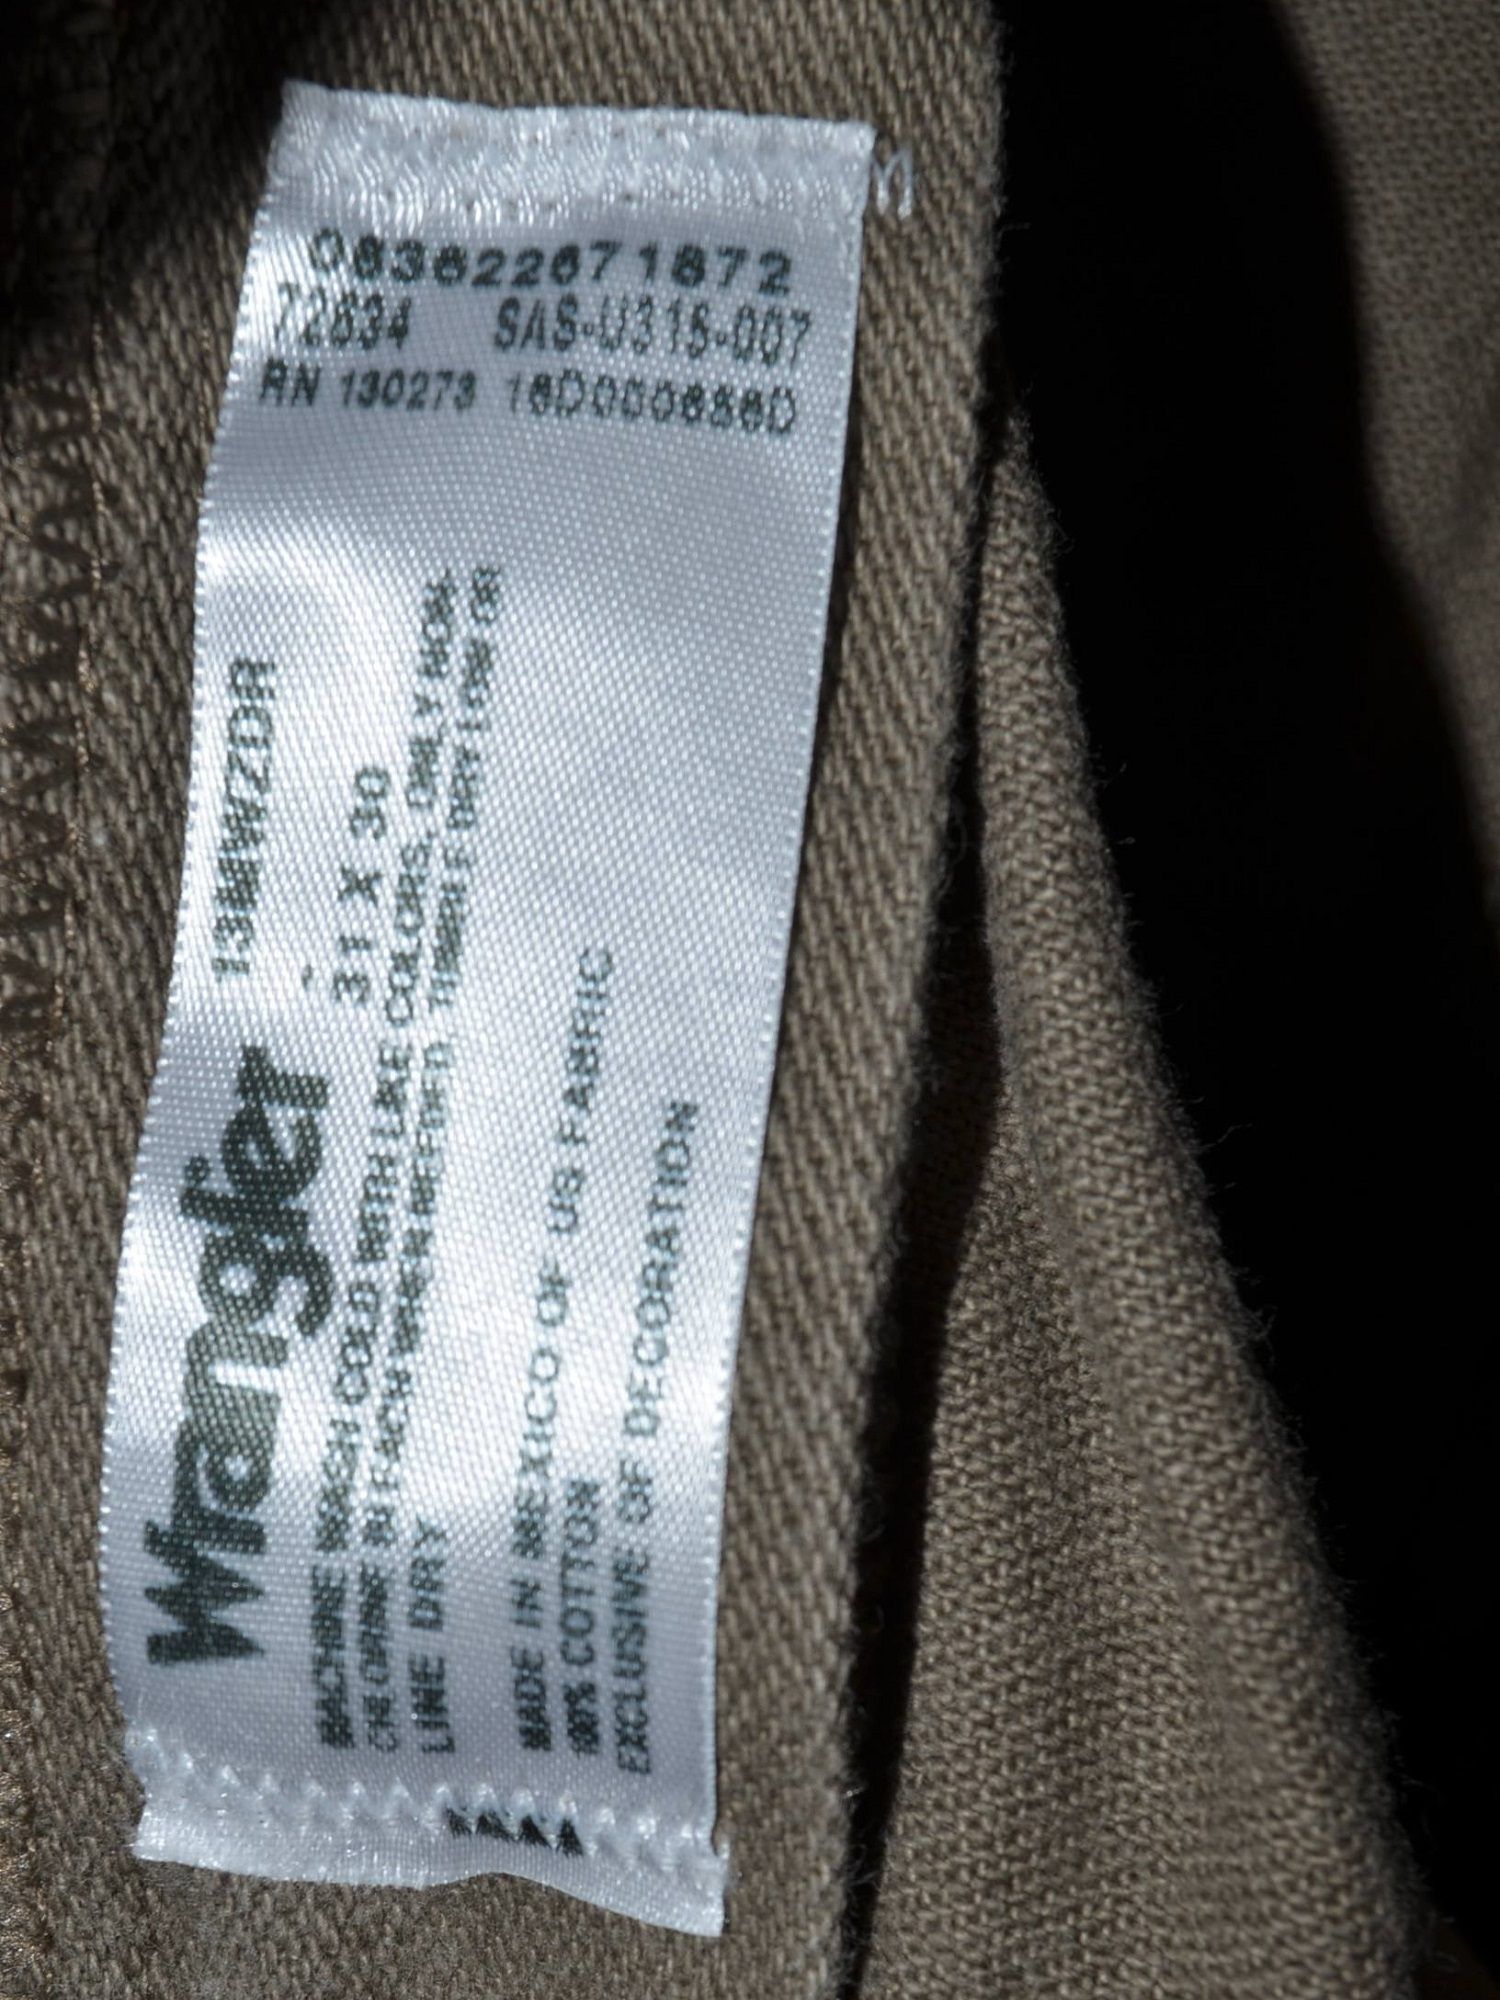 083622671872
72634 SAS-U315-007
RN 130273 16D000686D
Wrangler 13MWZDR
31 X 30
MACHINE WASH COLD WITH LIKE COLORS, ONLY NON-
CHLORINE BLEACH WHEN NEEDED, TUMBLE DRY LOW OR
LINE DRY
MADE IN MEXICO OF US FABRIC
100% COTTON
EXCLUSIVE OF DECORATION